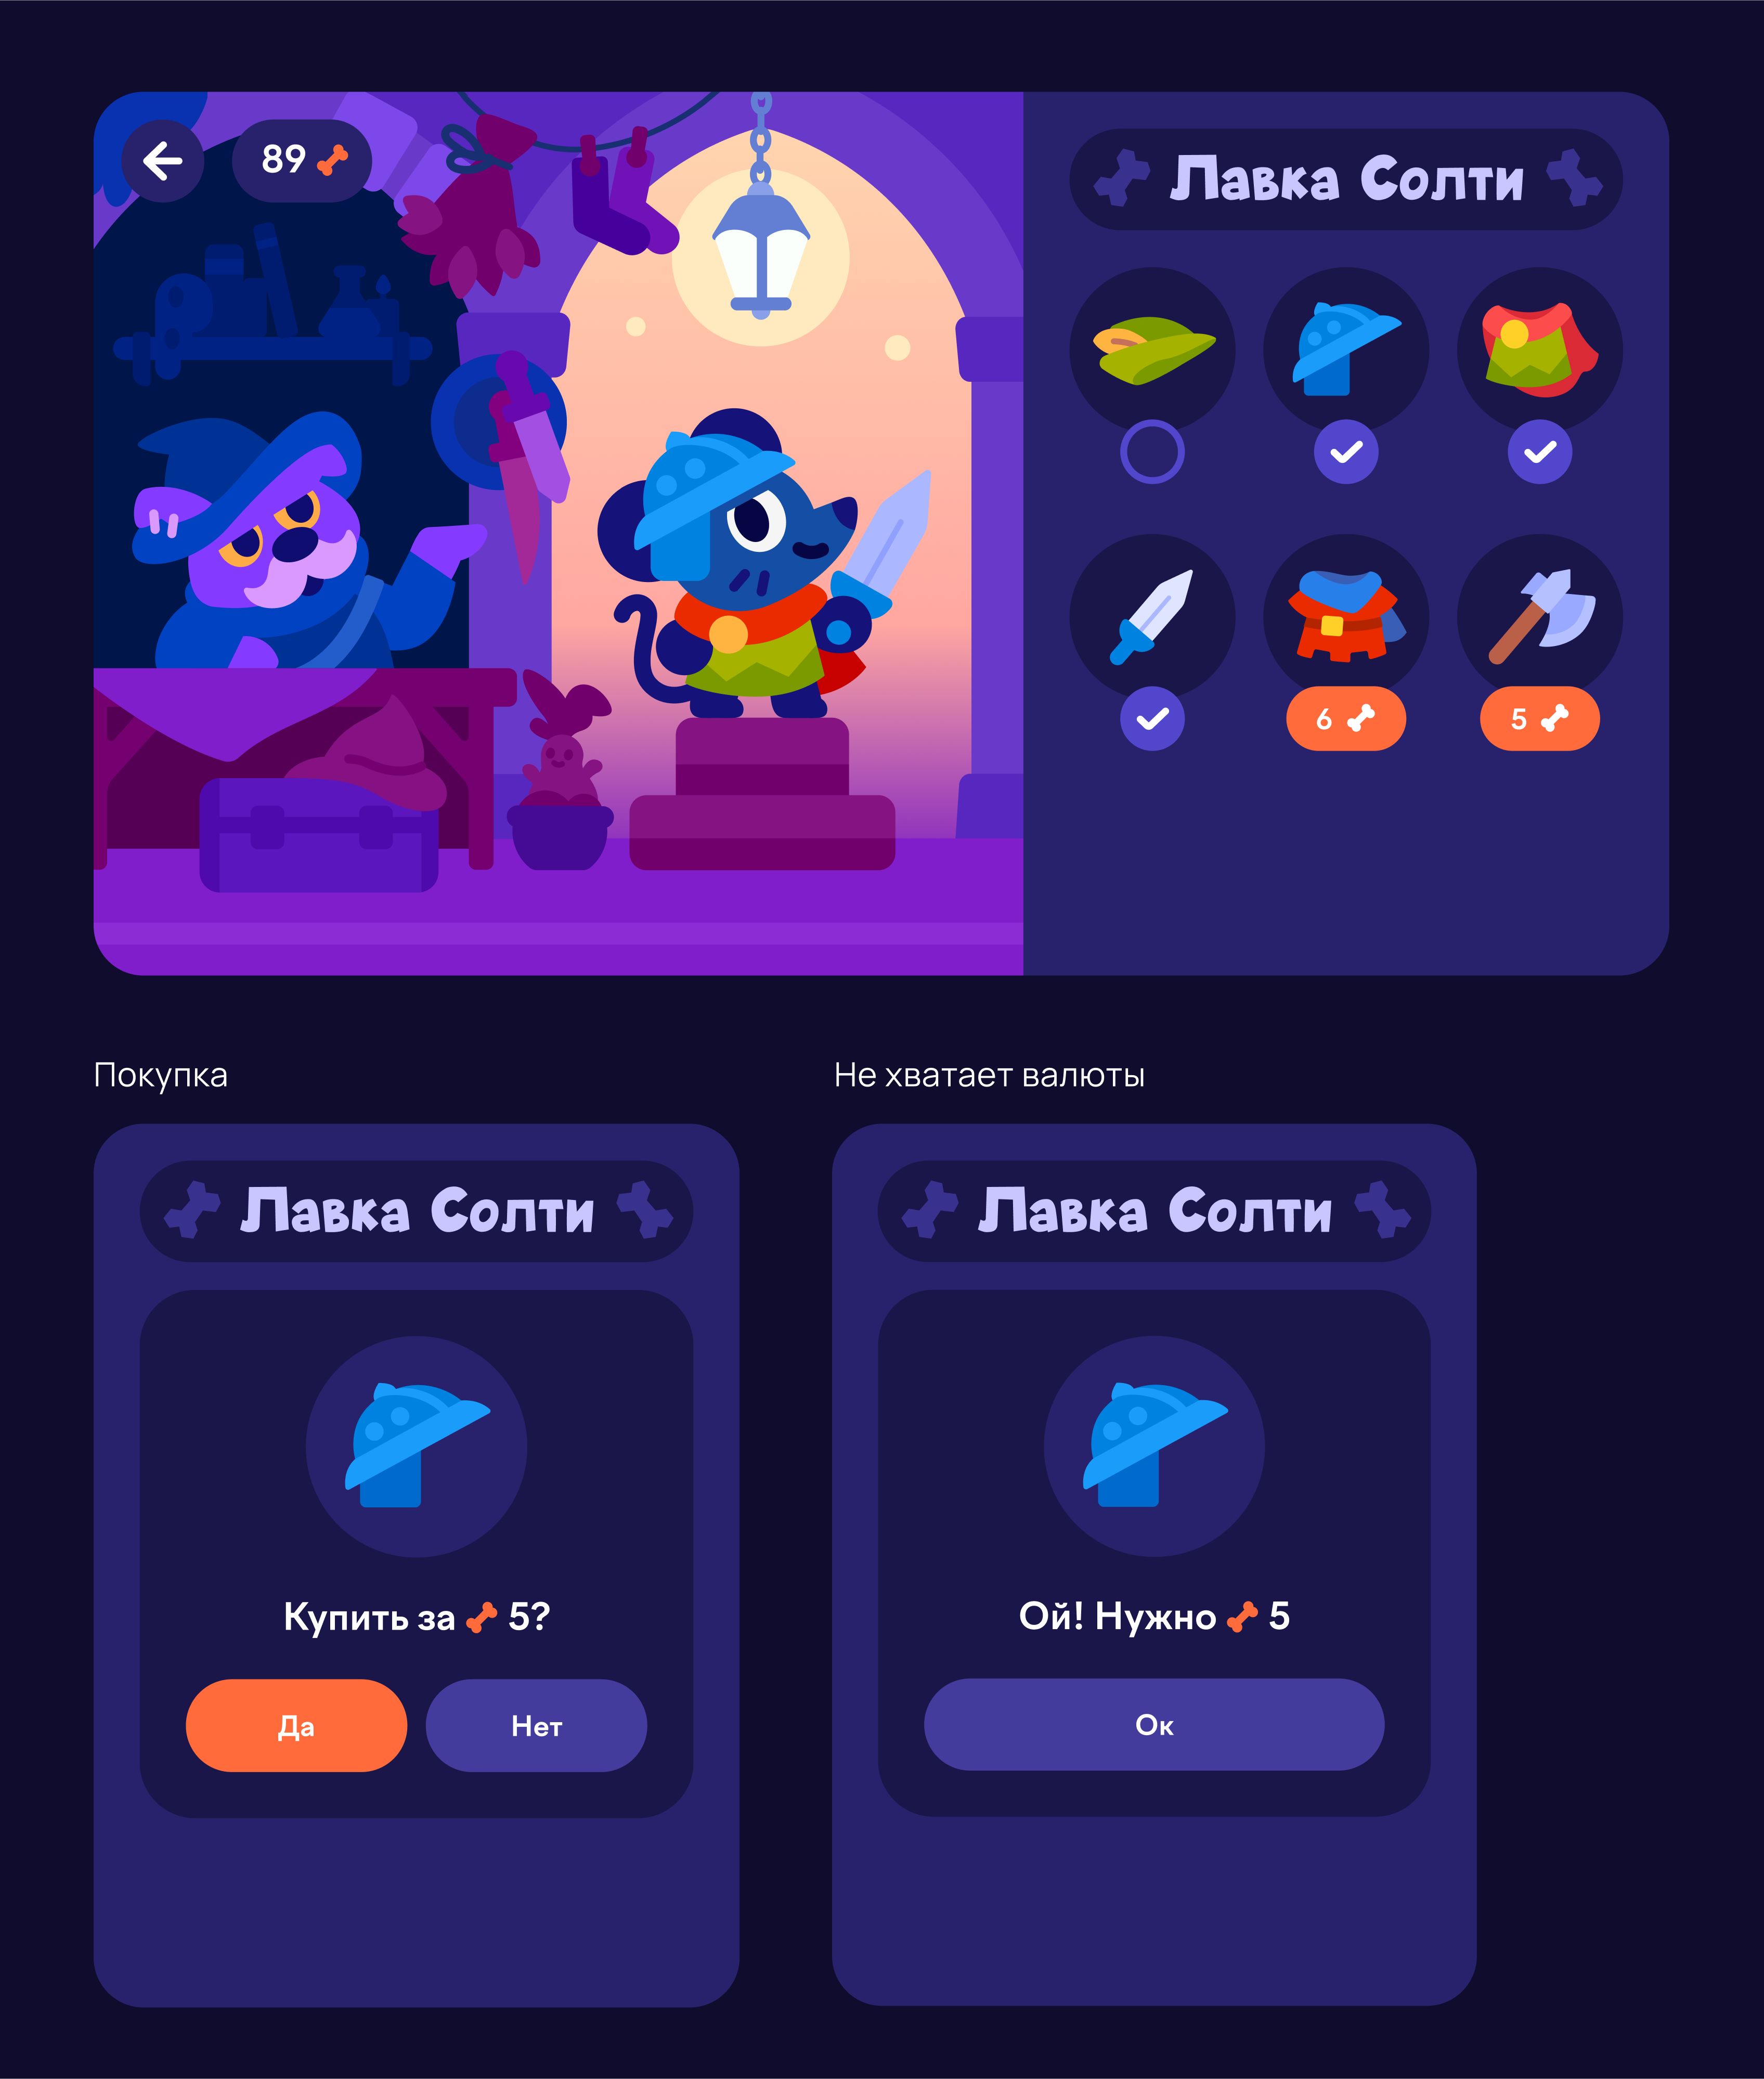 89
Лавка Солти
6
5
Покупка
Не хватает валюты
Лавка Солти
Купить за 5?
Да
Нет
Лавка Солти
Ой! Нужно 5
Ок